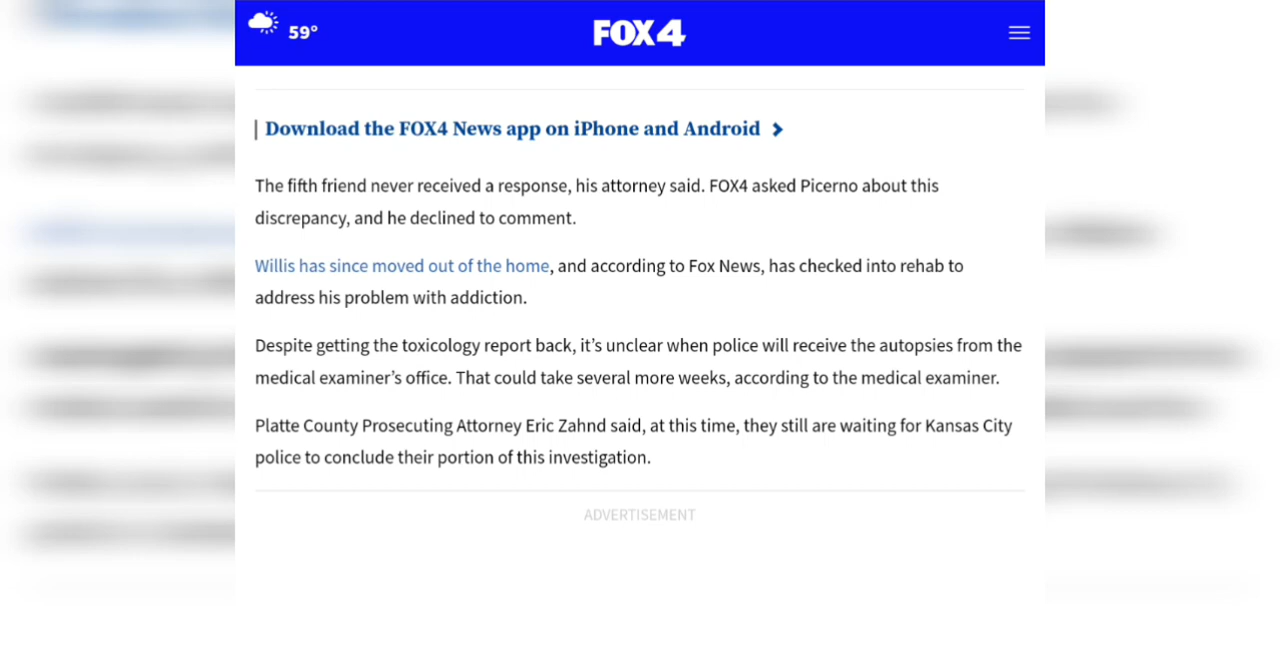 59°
FOX4
Download the FOX4 News app on iPhone and Android
The fifth friend never received a response, his attorney said. FOX4 asked Picerno about this
discrepancy, and he declined to comment.
Willis has since moved out of the home, and according to Fox News, has checked into rehab to
address his problem with addiction.
Despite getting the toxicology report back, it’s unclear when police will receive the autopsies from the
medical examiner’s office. That could take several more weeks, according to the medical examiner.
Platte County Prosecuting Attorney Eric Zahnd said, at this time, they still are waiting for Kansas City
police to conclude their portion of this investigation.
ADVERTISEMENT